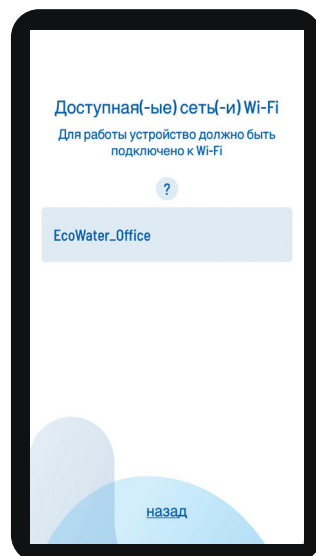 Доступная(-ые) сеть(-и) Wi-Fi
Для работы устройство должно быть
подключено к Wi-Fi
?
EcoWater_Office
назад